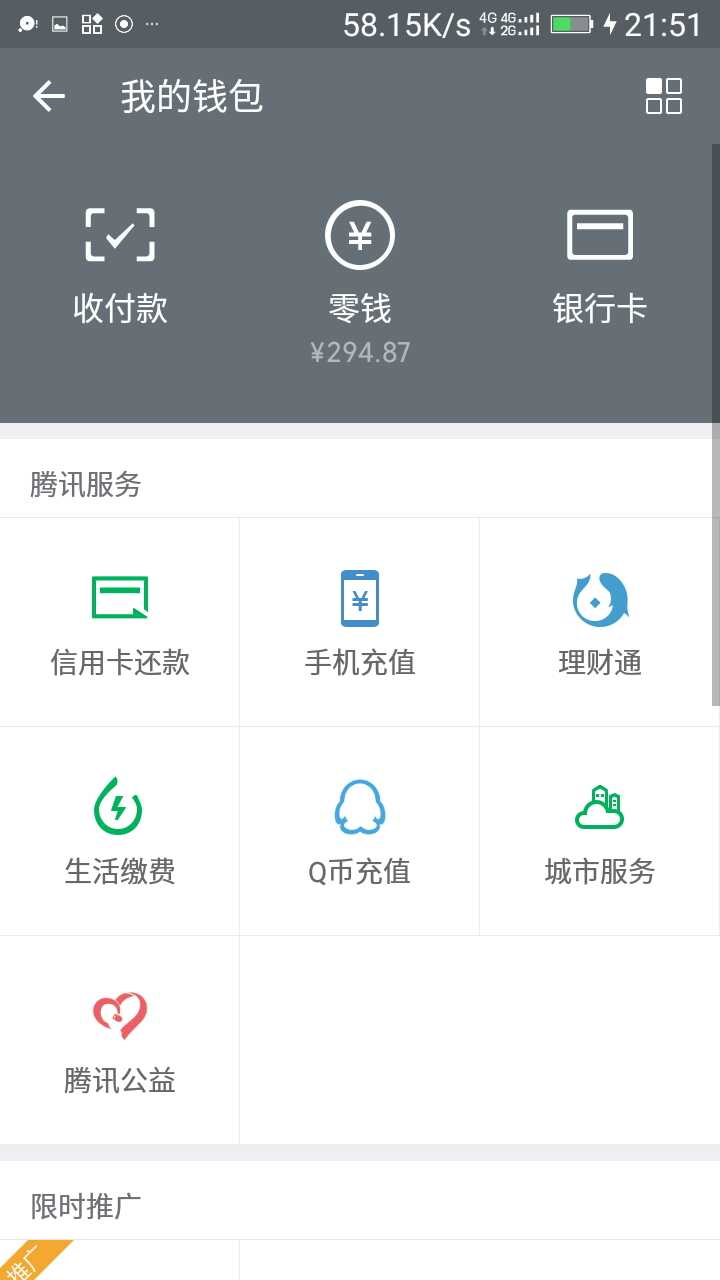 58.15K/s 4G 4G 2G 21:51
我的钱包
收付款 零钱 银行卡
¥294.87
腾讯服务
信用卡还款 手机充值 理财通
生活缴费 Q币充值 城市服务
腾讯公益
限时推广
推广